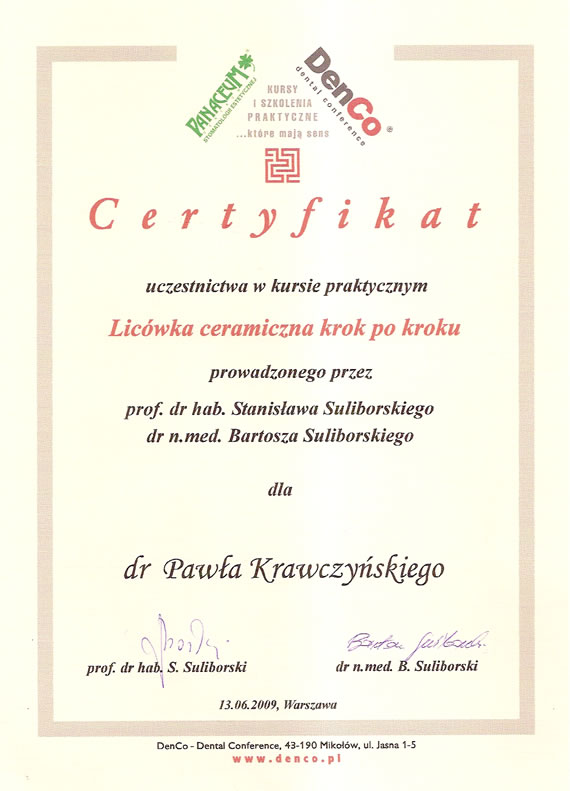 PANACEUM
STOMATOLOGII ESTETYCZNEJ
KURSY
I SZKOLENIA
PRAKTYCZNE
...które mają sens
DenCo®
dental conference
Certyfikat
uczestnictwa w kursie praktycznym
Licówka ceramiczna krok po kroku
prowadzonego przez
prof. dr hab. Stanisława Suliborskiego
dr n.med. Bartosza Suliborskiego
dla
dr Pawła Krawczyńskiego
prof. dr hab. S. Suliborski
dr n.med. B. Suliborski
13.06.2009, Warszawa
DenCo - Dental Conference, 43-190 Mikołów, ul. Jasna 1-5
www.denco.pl